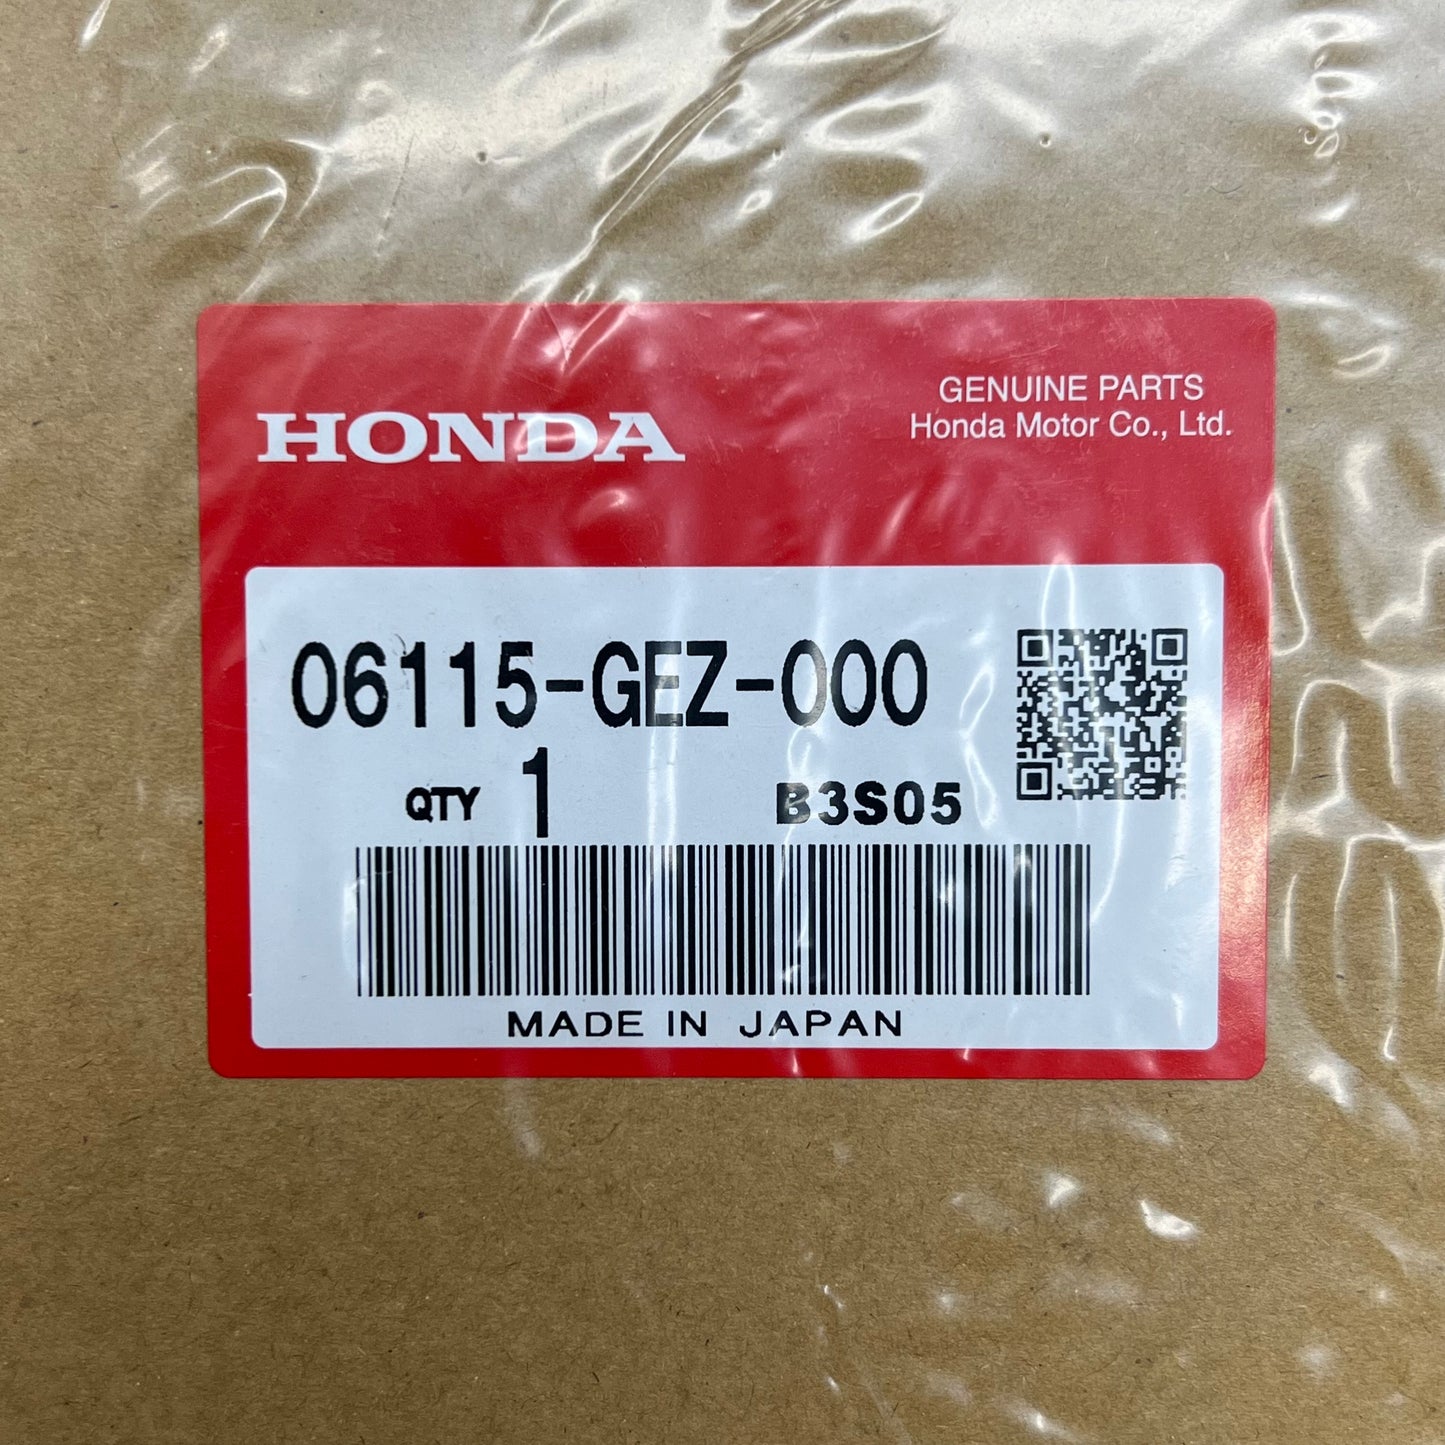 HONDA
GENUINE PARTS
Honda Motor Co., Ltd.
06115-GEZ-000
QTY 1 B3S05
MADE IN JAPAN